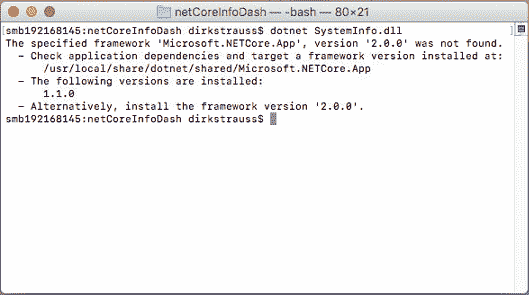 netCoreInfoDash — -bash — 80×21
smb192168145:netCoreInfoDash dirkstrauss$ dotnet SystemInfo.dll
The specified framework 'Microsoft.NETCore.App', version '2.0.0' was not found.
  - Check application dependencies and target a framework version installed at:
      /usr/local/share/dotnet/shared/Microsoft.NETCore.App
  - The following versions are installed:
      1.1.0
  - Alternatively, install the framework version '2.0.0'.
smb192168145:netCoreInfoDash dirkstrauss$